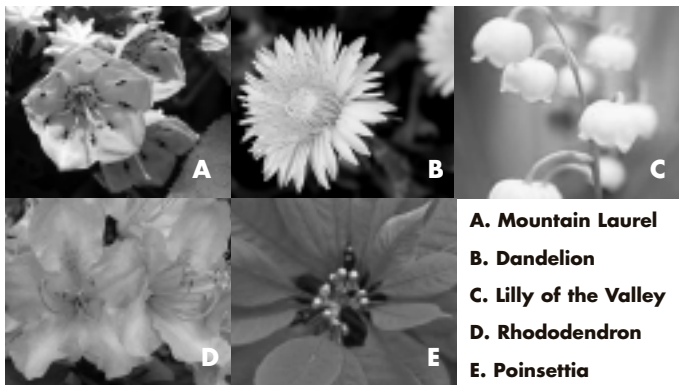 A
B
C
D
E
A. Mountain Laurel
B. Dandelion
C. Lilly of the Valley
D. Rhododendron
E. Poinsettia